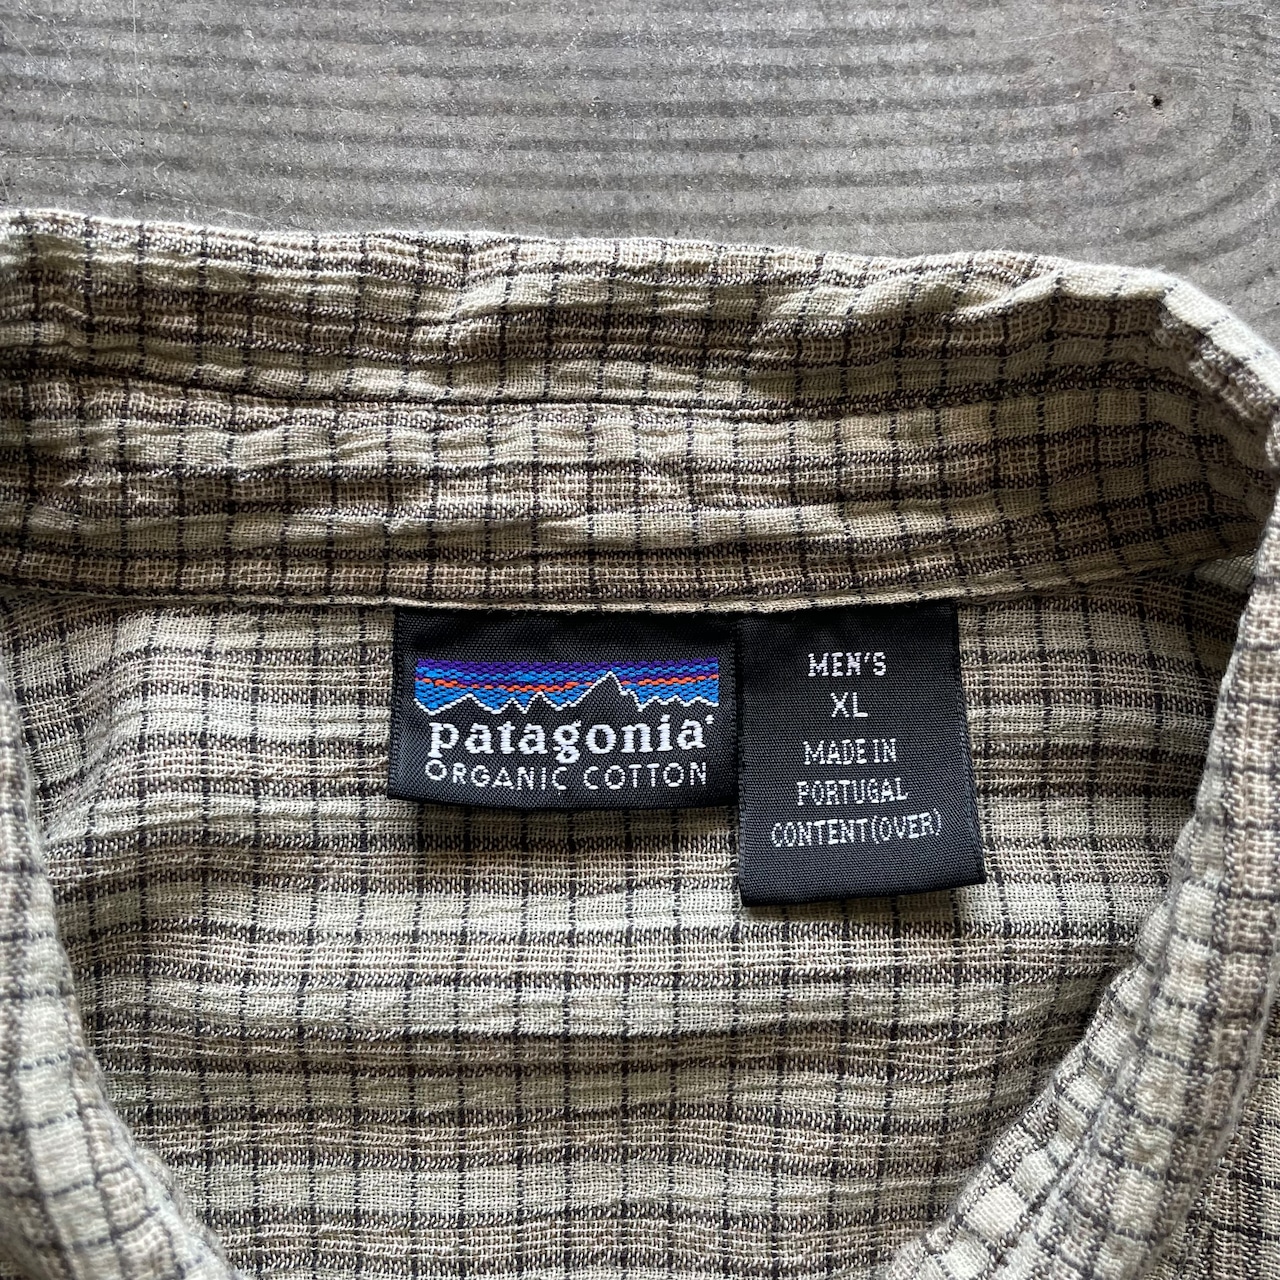 patagonia®
ORGANIC COTTON
MEN'S
XL
MADE IN
PORTUGAL
CONTENT(OVER)